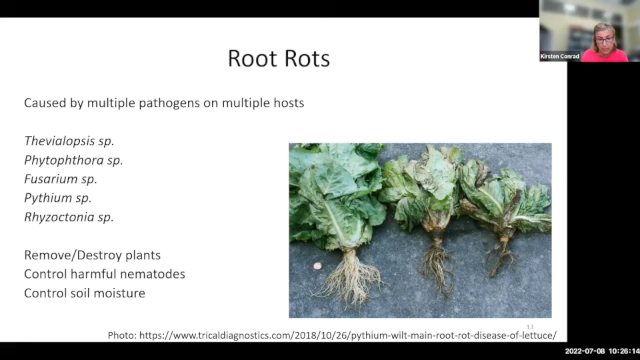 Root Rots
Kirsten Conrad
Caused by multiple pathogens on multiple hosts
Thevialopsis sp.
Phytophthora sp.
Fusarium sp.
Pythium sp.
Rhyzoctonia sp.
Remove/Destroy plants
Control harmful nematodes
Control soil moisture
11
Photo: https://www.tricaldiagnostics.com/2018/10/26/pythium-wilt-main-root-rot-disease-of-lettuce/
2022-07-08 10:26:14